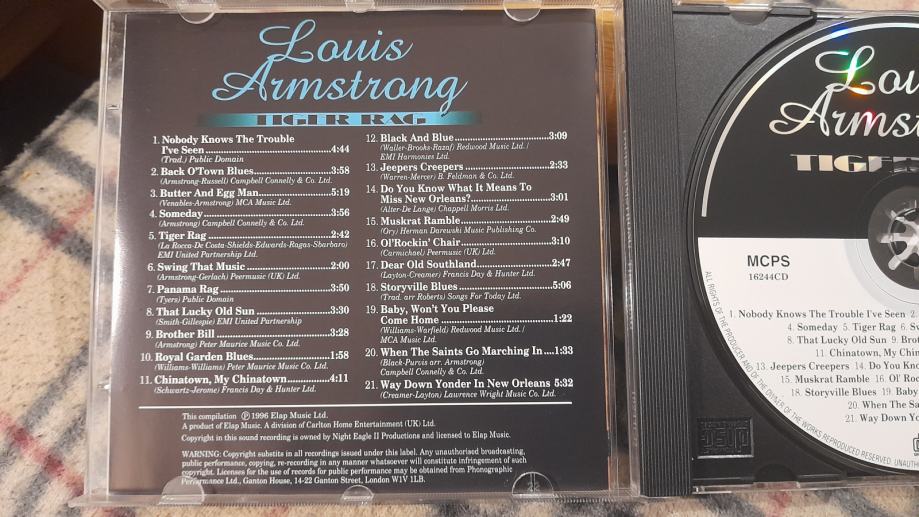 Louis
Armstrong
TIGER RAG
1. Nobody Knows The Trouble
I've Seen 4:44
(Trad.) Public Domain
2. Back O'Town Blues 3:58
(Armstrong-Russell) Campbell Connelly & Co. Ltd.
3. Butter And Egg Man 5:19
(Venables-Armstrong) MCA Music Ltd.
4. Someday 3:56
(Armstrong) Campbell Connelly & Co. Ltd.
5. Tiger Rag 2:42
(La Rocca-De Costa-Shields-Edwards-Ragas-Sbarbaro)
EMI United Partnership Ltd.
6. Swing That Music 2:00
(Armstrong-Gerlach) Peermusic (UK) Ltd.
7. Panama Rag 3:50
(Tyers) Public Domain
8. That Lucky Old Sun 3:30
(Smith-Gillespie) EMI United Partnership
9. Brother Bill 3:28
(Armstrong) Peter Maurice Music Co. Ltd.
10. Royal Garden Blues 1:58
(Williams-Williams) Peter Maurice Music Co. Ltd.
11. Chinatown, My Chinatown 4:11
(Schwartz-Jerome) Francis Day & Hunter Ltd.
12. Black And Blue 3:09
(Waller-Brooks-Razaf) Redwood Music Ltd. /
EMI Harmonies Ltd.
13. Jeepers Creepers 2:33
(Warren-Mercer) B. Feldman & Co. Ltd.
14. Do You Know What It Means To
Miss New Orleans? 3:01
(Alter-De Lange) Chappell Morris Ltd.
15. Muskrat Ramble 2:49
(Ory) Herman Darewski Music Publishing Co.
16. Ol'Rockin' Chair 3:10
(Carmichael) Peermusic (UK) Ltd.
17. Dear Old Southland 2:47
(Layton-Creamer) Francis Day & Hunter Ltd.
18. Storyville Blues 5:06
(Trad. arr Roberts) Songs For Today Ltd.
19. Baby, Won't You Please
Come Home 1:22
(Williams-Warfield) Redwood Music Ltd. /
MCA Music Ltd.
20. When The Saints Go Marching In 1:33
(Black-Purvis arr. Armstrong)
Campbell Connelly & Co. Ltd.
21. Way Down Yonder In New Orleans 5:32
(Creamer-Layton) Lawrence Wright Music Co. Ltd.
This compilation ℗ 1996 Elap Music Ltd.
A product of Elap Music. A division of Carlton Home Entertainment (UK) Ltd.
Copyright in this sound recording is owned by Night Eagle II Productions and licensed to Elap Music.
WARNING: Copyright subsits in all recordings issued under this label. Any unauthorised broadcasting,
public performance, copying, re-recording in any manner whatsoever will constitute infringement of such
copyright. Licenses for the use of records for public performance may be obtained from Phonographic
Performance Ltd., Ganton House, 14-22 Ganton Street, London W1V 1LB.
Lou
Arms
TIGE
MCPS
16244CD
1. Nobody Knows The Trouble I've Seen 2.
4. Someday 5. Tiger Rag 6. S
8. That Lucky Old Sun 9. Brot
11. Chinatown, My Chin
13. Jeepers Creepers 14. Do You Know
15. Muskrat Ramble 16. Ol' Roc
18. Storyville Blues 19. Baby
20. When The Sa
21. Way Down Yo
ALL RIGHTS OF THE PRODUCER AND OF THE OWNER OF THE WORKS REPRODUCED RESERVED. UNAUTH